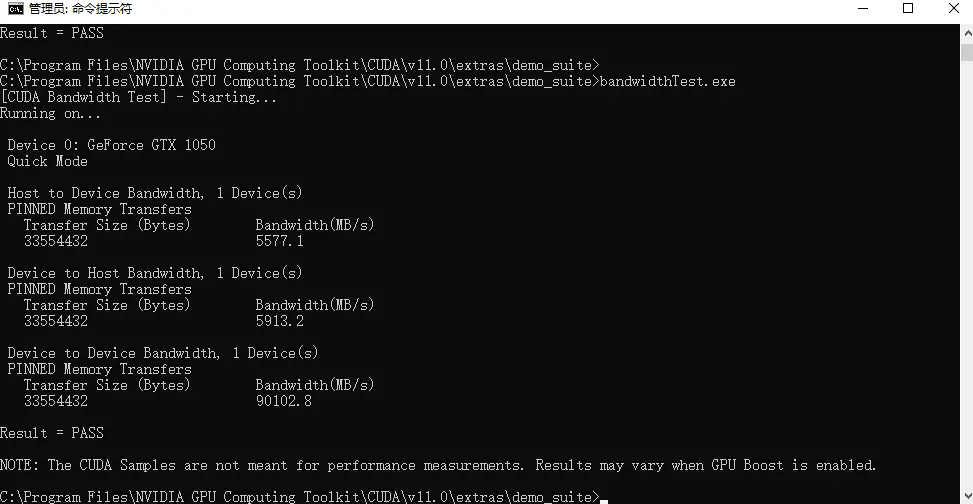 管理员: 命令提示符
Result = PASS
C:\Program Files\NVIDIA GPU Computing Toolkit\CUDA\v11.0\extras\demo_suite>
C:\Program Files\NVIDIA GPU Computing Toolkit\CUDA\v11.0\extras\demo_suite>bandwidthTest.exe
[CUDA Bandwidth Test] - Starting...
Running on...
Device 0: GeForce GTX 1050
Quick Mode
Host to Device Bandwidth, 1 Device(s)
PINNED Memory Transfers
Transfer Size (Bytes) Bandwidth(MB/s)
33554432 5577.1
Device to Host Bandwidth, 1 Device(s)
PINNED Memory Transfers
Transfer Size (Bytes) Bandwidth(MB/s)
33554432 5913.2
Device to Device Bandwidth, 1 Device(s)
PINNED Memory Transfers
Transfer Size (Bytes) Bandwidth(MB/s)
33554432 90102.8
Result = PASS
NOTE: The CUDA Samples are not meant for performance measurements. Results may vary when GPU Boost is enabled.
C:\Program Files\NVIDIA GPU Computing Toolkit\CUDA\v11.0\extras\demo_suite>